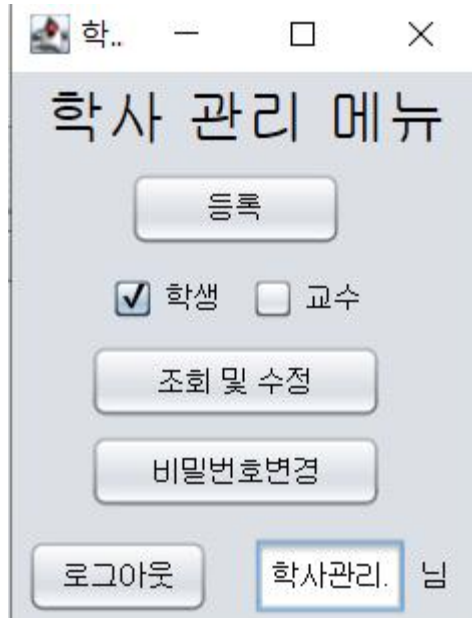 학..
학사 관리 메뉴
등록
학생 교수
조회 및 수정
비밀번호변경
로그아웃 학사관리. 님